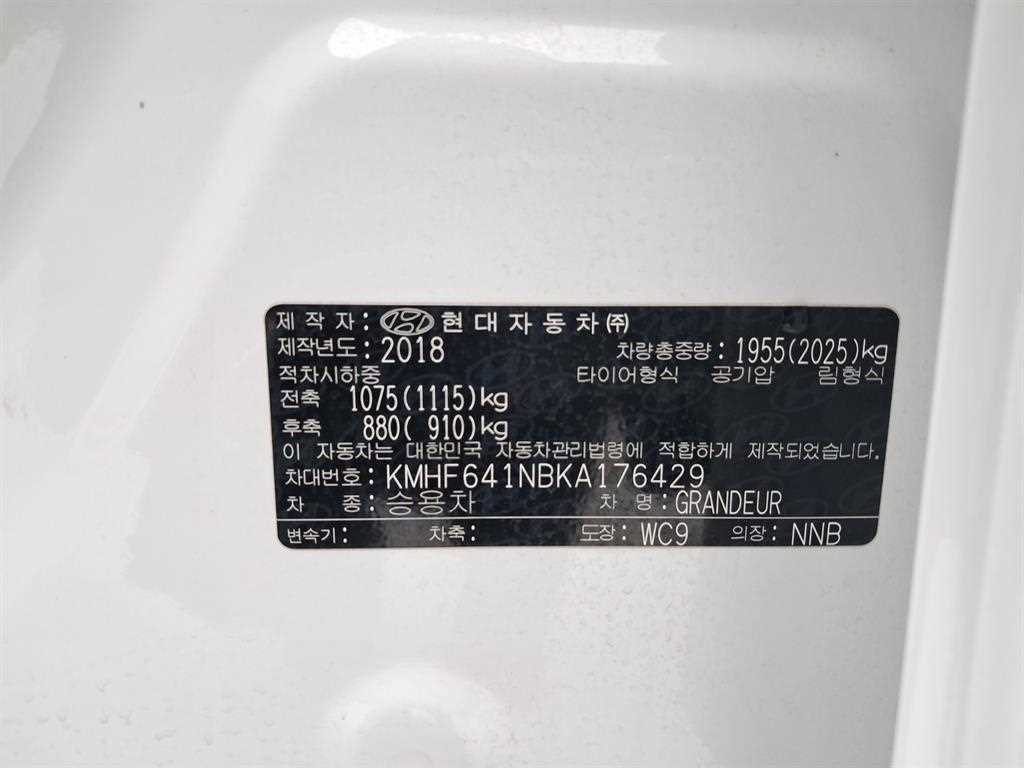 제 작 자 : 현대자동차㈜
제작년도 : 2018 차량총중량 : 1955(2025)kg
적차시하중 타이어형식 공기압 림형식
전축 1075(1115)kg
후축 880( 910)kg
이 자동차는 대한민국 자동차관리법령에 적합하게 제작되었습니다.
차대번호 : KMHF641NBKA176429
차 종 : 승용차 차 명 : GRANDEUR
변속기 : 차축 : 도장 : WC9 의장 : NNB